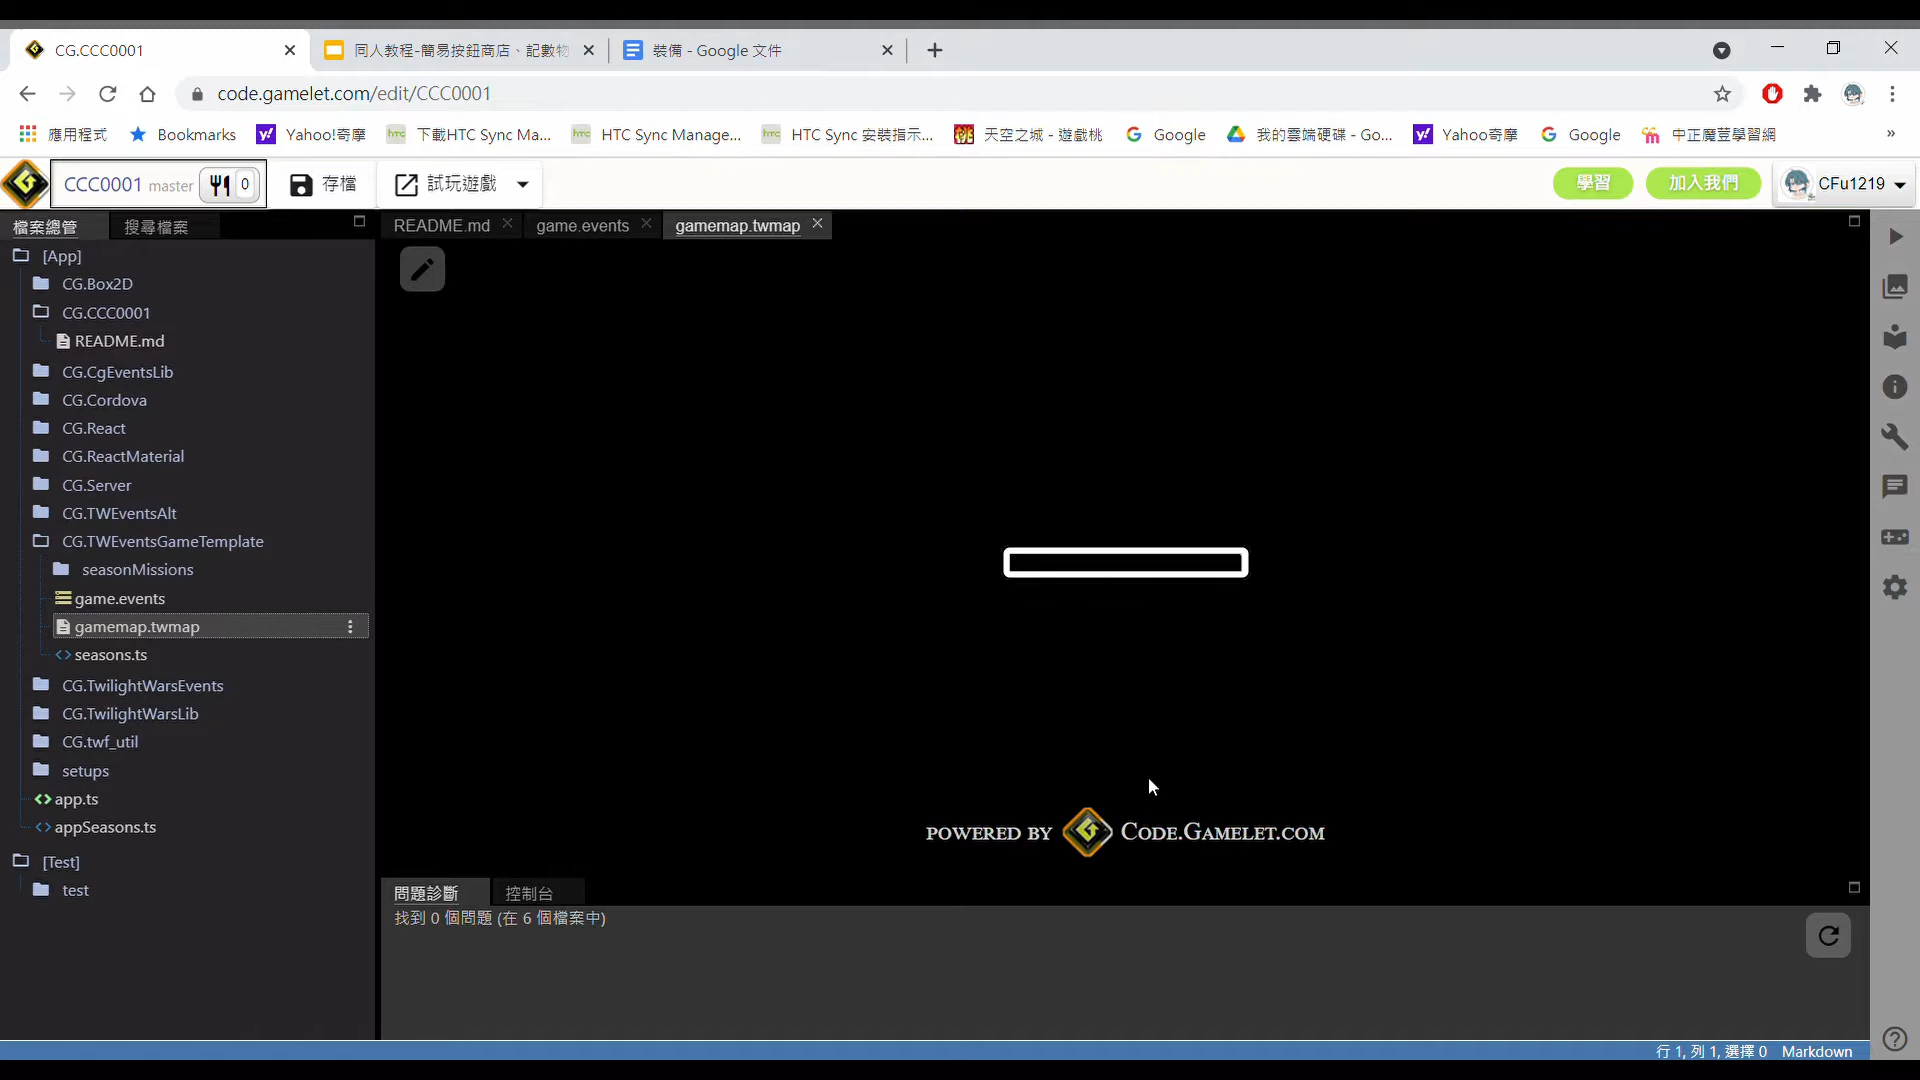 CG.CCC0001
同人教程-簡易按鈕商店、記數物
裝備 - Google 文件
code.gamelet.com/edit/CCC0001
應用程式
Bookmarks
Yahoo!奇摩
下載HTC Sync Ma...
HTC Sync Manage...
HTC Sync 安裝指示...
天空之城 - 遊戲桃
Google
我的雲端硬碟 - Go...
Yahoo奇摩
Google
中正魔荳學習網
»
CCC0001 master
0
存檔
試玩遊戲
學習
加入我們
CFu1219
檔案總管
搜尋檔案
README.md
game.events
gamemap.twmap
[App]
CG.Box2D
CG.CCC0001
README.md
CG.CgEventsLib
CG.Cordova
CG.React
CG.ReactMaterial
CG.Server
CG.TWEventsAlt
CG.TWEventsGameTemplate
seasonMissions
game.events
gamemap.twmap
seasons.ts
CG.TwilightWarsEvents
CG.TwilightWarsLib
CG.twf_util
setups
app.ts
appSeasons.ts
[Test]
test
POWERED BY CODE.GAMELET.COM
問題診斷
控制台
找到 0 個問題 (在 6 個檔案中)
行 1, 列 1, 選擇 0 Markdown